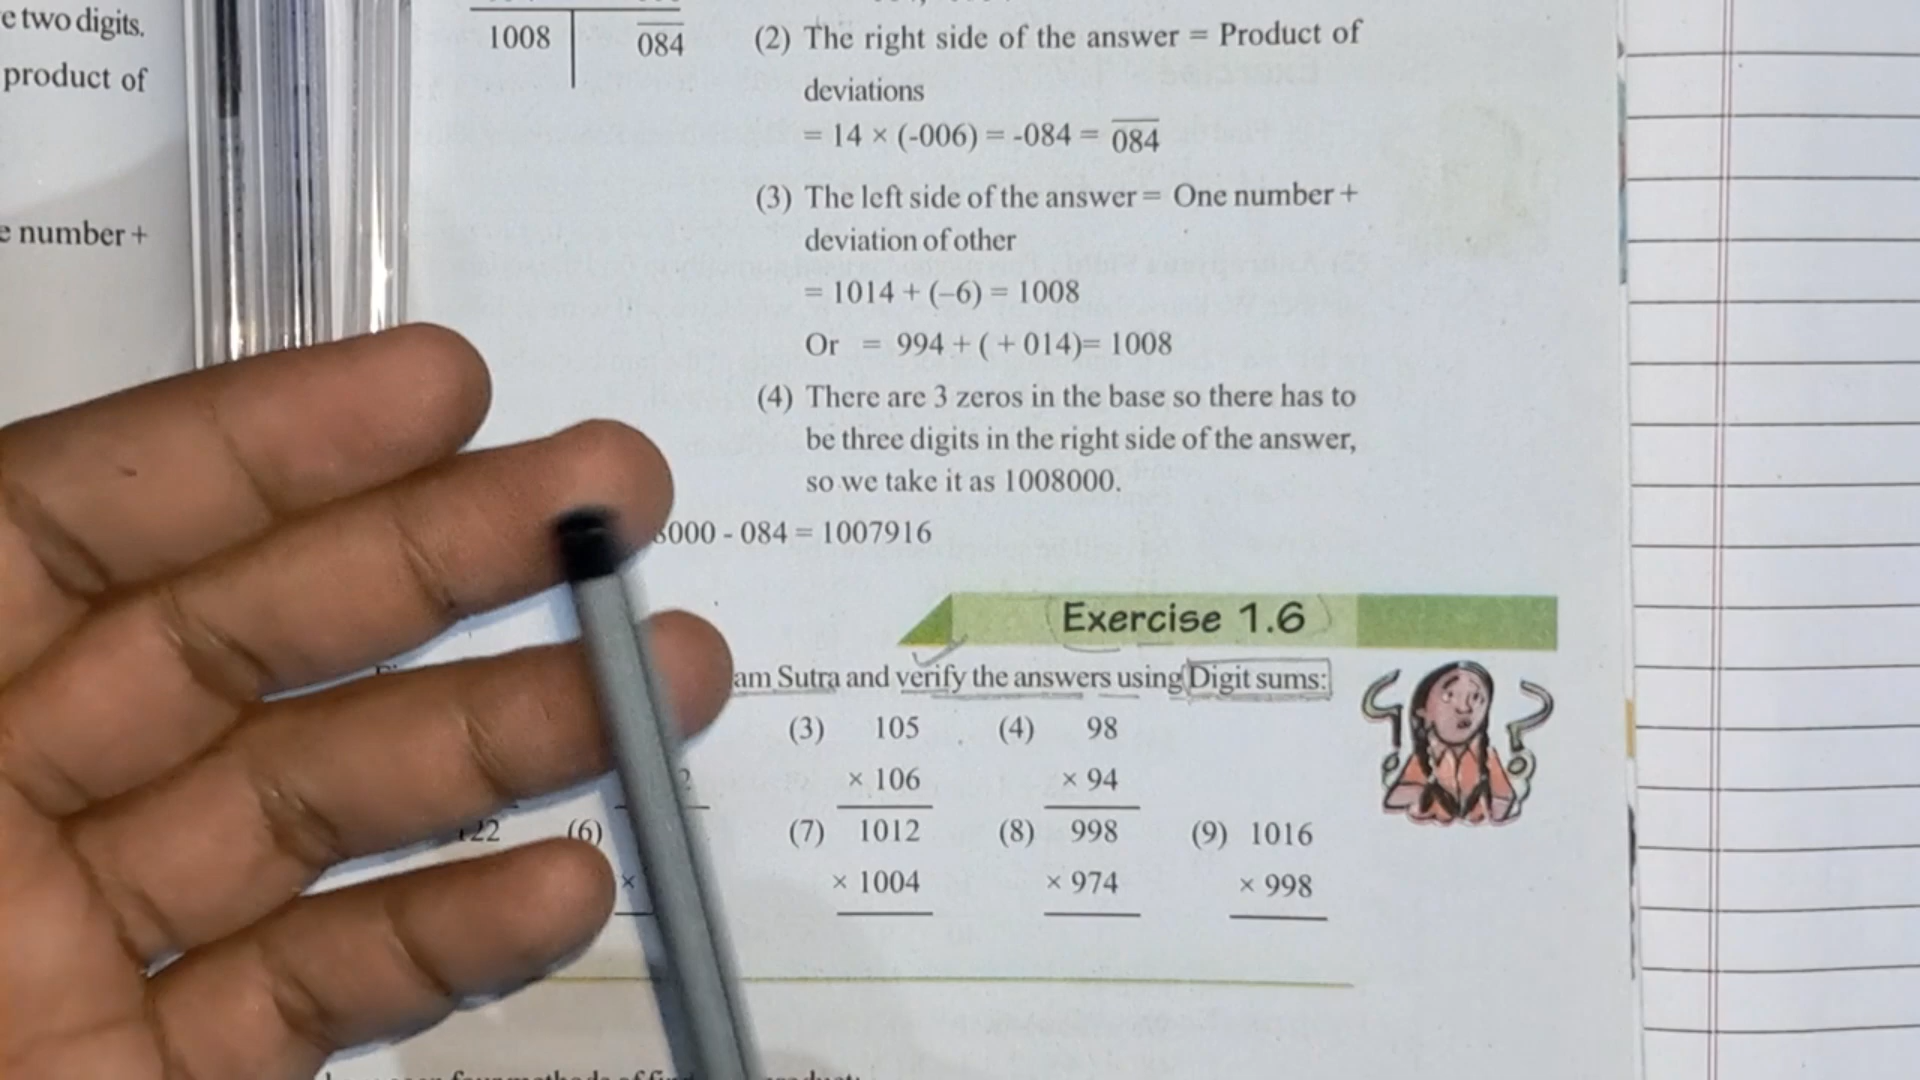 e two digits.
product of
e number +
1008 | 084
(2) The right side of the answer = Product of
deviations
= 14 × (-006) = -084 = 084
(3) The left side of the answer = One number +
deviation of other
= 1014 + (–6) = 1008
Or = 994 + ( + 014)= 1008
(4) There are 3 zeros in the base so there has to
be three digits in the right side of the answer,
so we take it as 1008000.
000 - 084 = 1007916
Exercise 1.6
am Sutra and verify the answers using Digit sums:
(3) 105 (4) 98
× 106 × 94
22 (6) (7) 1012 (8) 998 (9) 1016
× × 1004 × 974 × 998